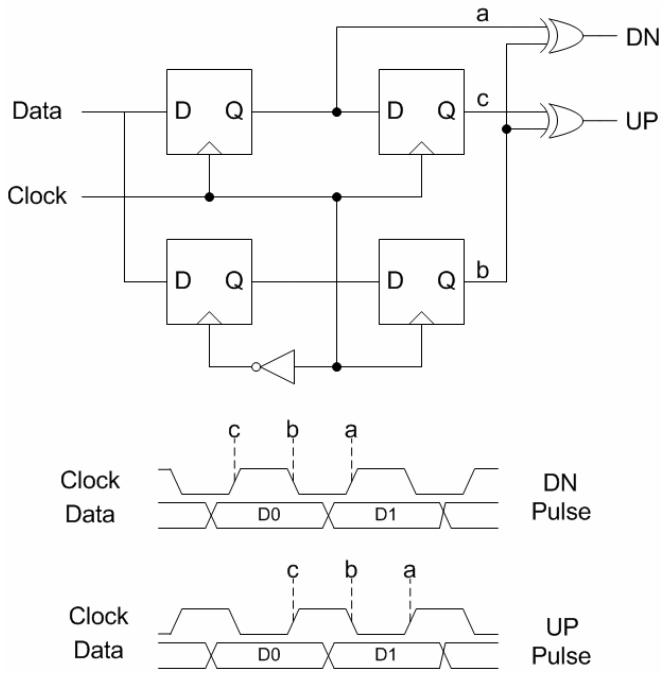 a
DN
Data
D Q
D Q
c
UP
Clock
D Q
D Q
b
c b a
Clock
DN
Data
D0 D1
Pulse
c b a
Clock
UP
Data
D0 D1
Pulse